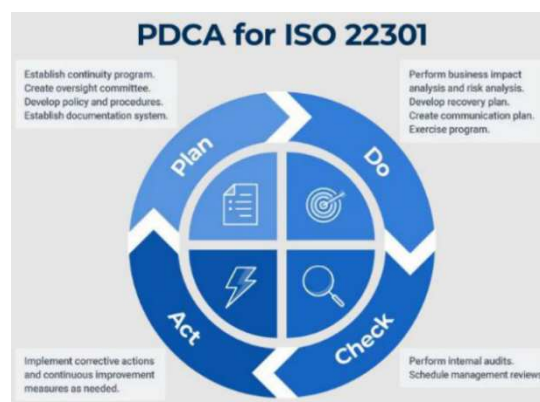 PDCA for ISO 22301
Establish continuity program.
Create oversight committee.
Develop policy and procedures.
Establish documentation system.
Perform business impact
analysis and risk analysis.
Develop recovery plan.
Create communication plan.
Exercise program.
Plan
Do
Act
Check
Implement corrective actions
and continuous improvement
measures as needed.
Perform internal audits.
Schedule management reviews